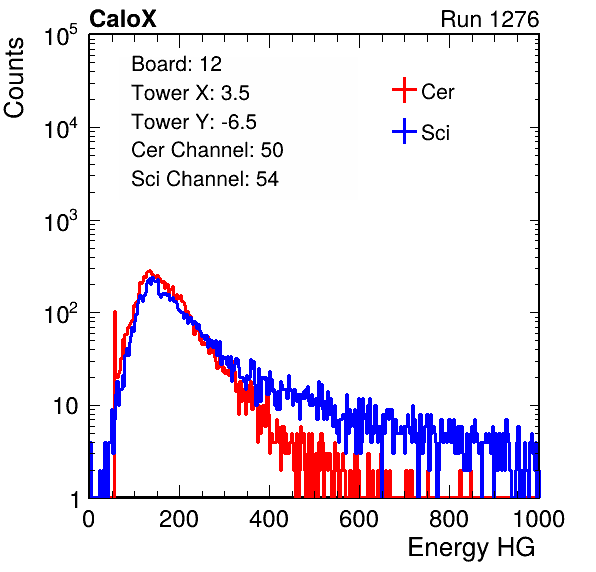 CaloX Run 1276
Counts
10^5
10^4
10^3
10^2
10
1
Board: 12
Tower X: 3.5
Tower Y: -6.5
Cer Channel: 50
Sci Channel: 54
Cer
Sci
0 200 400 600 800 1000
Energy HG